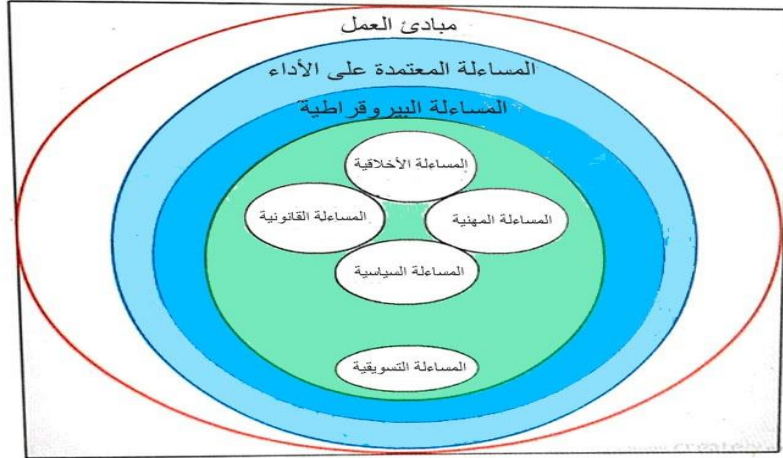 مبادئ العمل
المساءلة المعتمدة على الأداء
المساءلة البيروقراطية
المساءلة الأخلاقية
المساءلة المهنية
المساءلة القانونية
المساءلة السياسية
المساءلة التسويقية